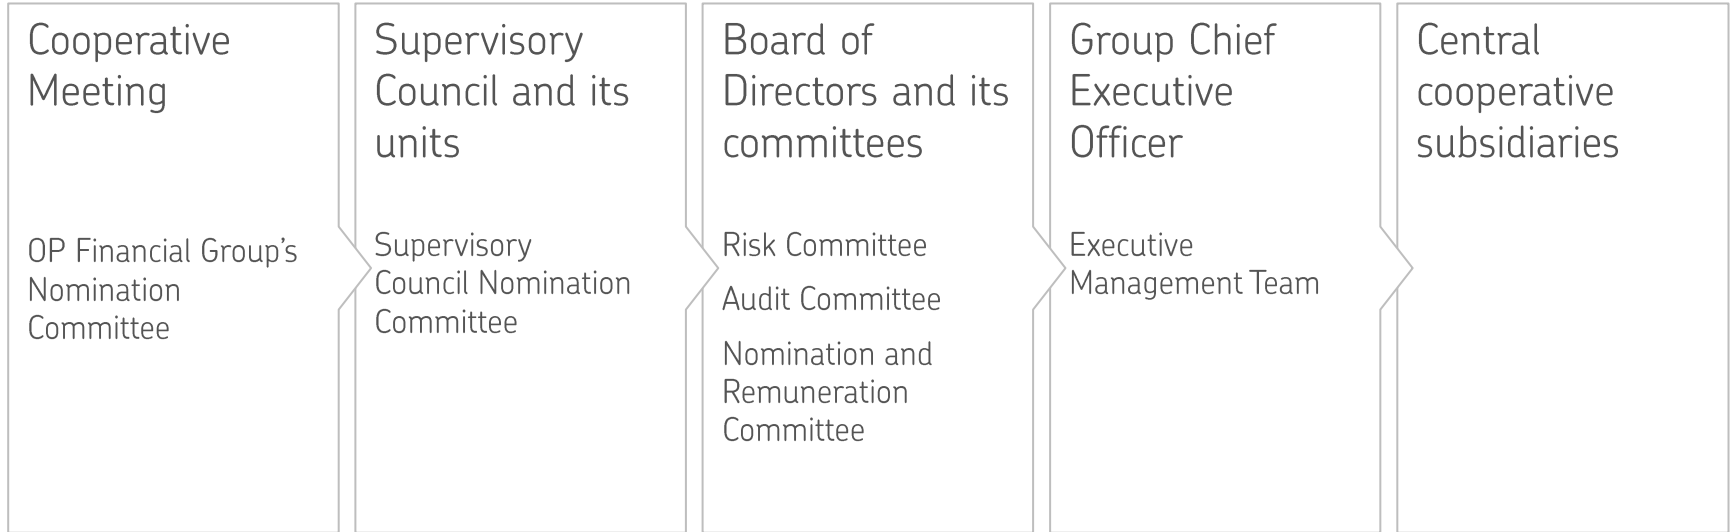 Cooperative
Meeting
OP Financial Group’s
Nomination
Committee
Supervisory
Council and its
units
Supervisory
Council Nomination
Committee
Board of
Directors and its
committees
Risk Committee
Audit Committee
Nomination and
Remuneration
Committee
Group Chief
Executive
Officer
Executive
Management Team
Central
cooperative
subsidiaries